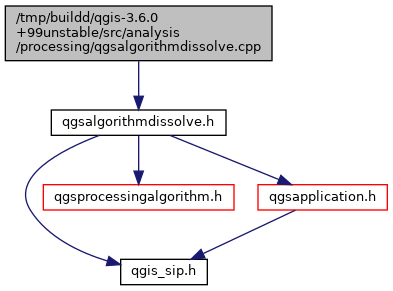 /tmp/buildd/qgis-3.6.0
+99unstable/src/analysis
/processing/qgsalgorithmdissolve.cpp
qgsalgorithmdissolve.h
qgsprocessingalgorithm.h
qgsapplication.h
qgis_sip.h